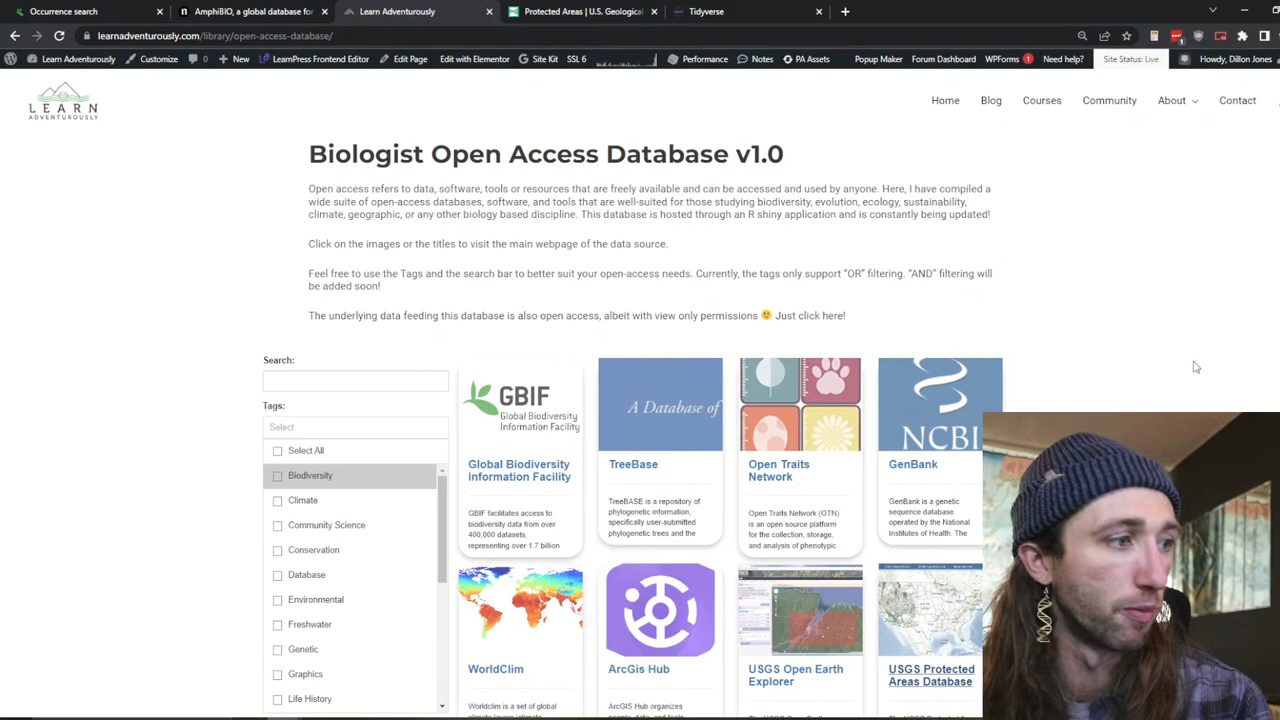 Occurrence search
AmphiBIO, a global database for
Learn Adventurously
Protected Areas | U.S. Geological
Tidyverse
learnadventurously.com/library/open-access-database/
Learn Adventurously
Customize
0
New
LearnPress Frontend Editor
Edit Page
Edit with Elementor
Site Kit
SSL 6
Performance
Notes
PA Assets
Popup Maker
Forum Dashboard
WPForms 1
Need help?
Site Status: Live
Howdy, Dillon Jones
LEARN
ADVENTUROUSLY
Home
Blog
Courses
Community
About
Contact
Biologist Open Access Database v1.0
Open access refers to data, software, tools or resources that are freely available and can be accessed and used by anyone. Here, I have compiled a
wide suite of open-access databases, software, and tools that are well-suited for those studying biodiversity, evolution, ecology, sustainability,
climate, geographic, or any other biology based discipline. This database is hosted through an R shiny application and is constantly being updated!
Click on the images or the titles to visit the main webpage of the data source.
Feel free to use the Tags and the search bar to better suit your open-access needs. Currently, the tags only support “OR” filtering. “AND” filtering will
be added soon!
The underlying data feeding this database is also open access, albeit with view only permissions 🙂 Just click here!
Search:
Tags:
Select
Select All
Biodiversity
Climate
Community Science
Conservation
Database
Environmental
Freshwater
Genetic
Graphics
Life History
GBIF
Global Biodiversity
Information Facility
Global Biodiversity
Information Facility
GBIF facilitates access to
biodiversity data from over
400,000 datasets,
representing over 1.7 billion
A Database of
TreeBase
TreeBASE is a repository of
phylogenetic information,
specifically user-submitted
phylogenetic trees and the
Open Traits
Network
Open Traits Network (OTN)
is an open source platform
for the collection, storage,
and analysis of phenotypic
NCBI
GenBank
GenBank is a genetic
sequence database
operated by the National
Institutes of Health. The
WorldClim
Worldclim is a set of global
ArcGis Hub
ArcGIS Hub organizes
USGS Open Earth
Explorer
USGS Protected
Areas Database